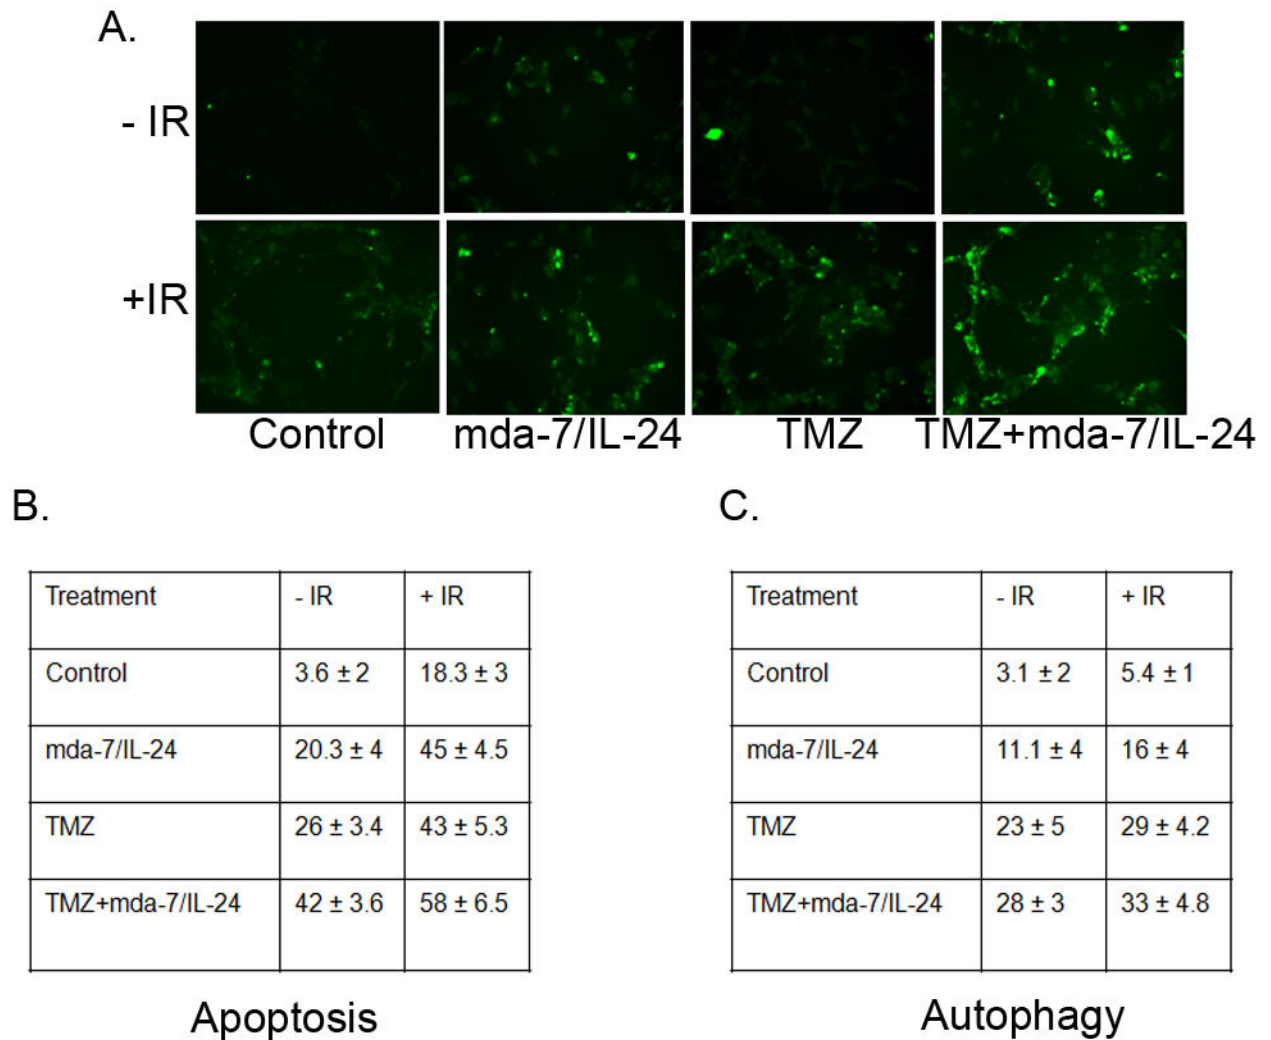 A.
- IR
+IR
Control mda-7/IL-24 TMZ TMZ+mda-7/IL-24
B.
Treatment - IR + IR
Control 3.6 ± 2 18.3 ± 3
mda-7/IL-24 20.3 ± 4 45 ± 4.5
TMZ 26 ± 3.4 43 ± 5.3
TMZ+mda-7/IL-24 42 ± 3.6 58 ± 6.5
Apoptosis
C.
Treatment - IR + IR
Control 3.1 ± 2 5.4 ± 1
mda-7/IL-24 11.1 ± 4 16 ± 4
TMZ 23 ± 5 29 ± 4.2
TMZ+mda-7/IL-24 28 ± 3 33 ± 4.8
Autophagy